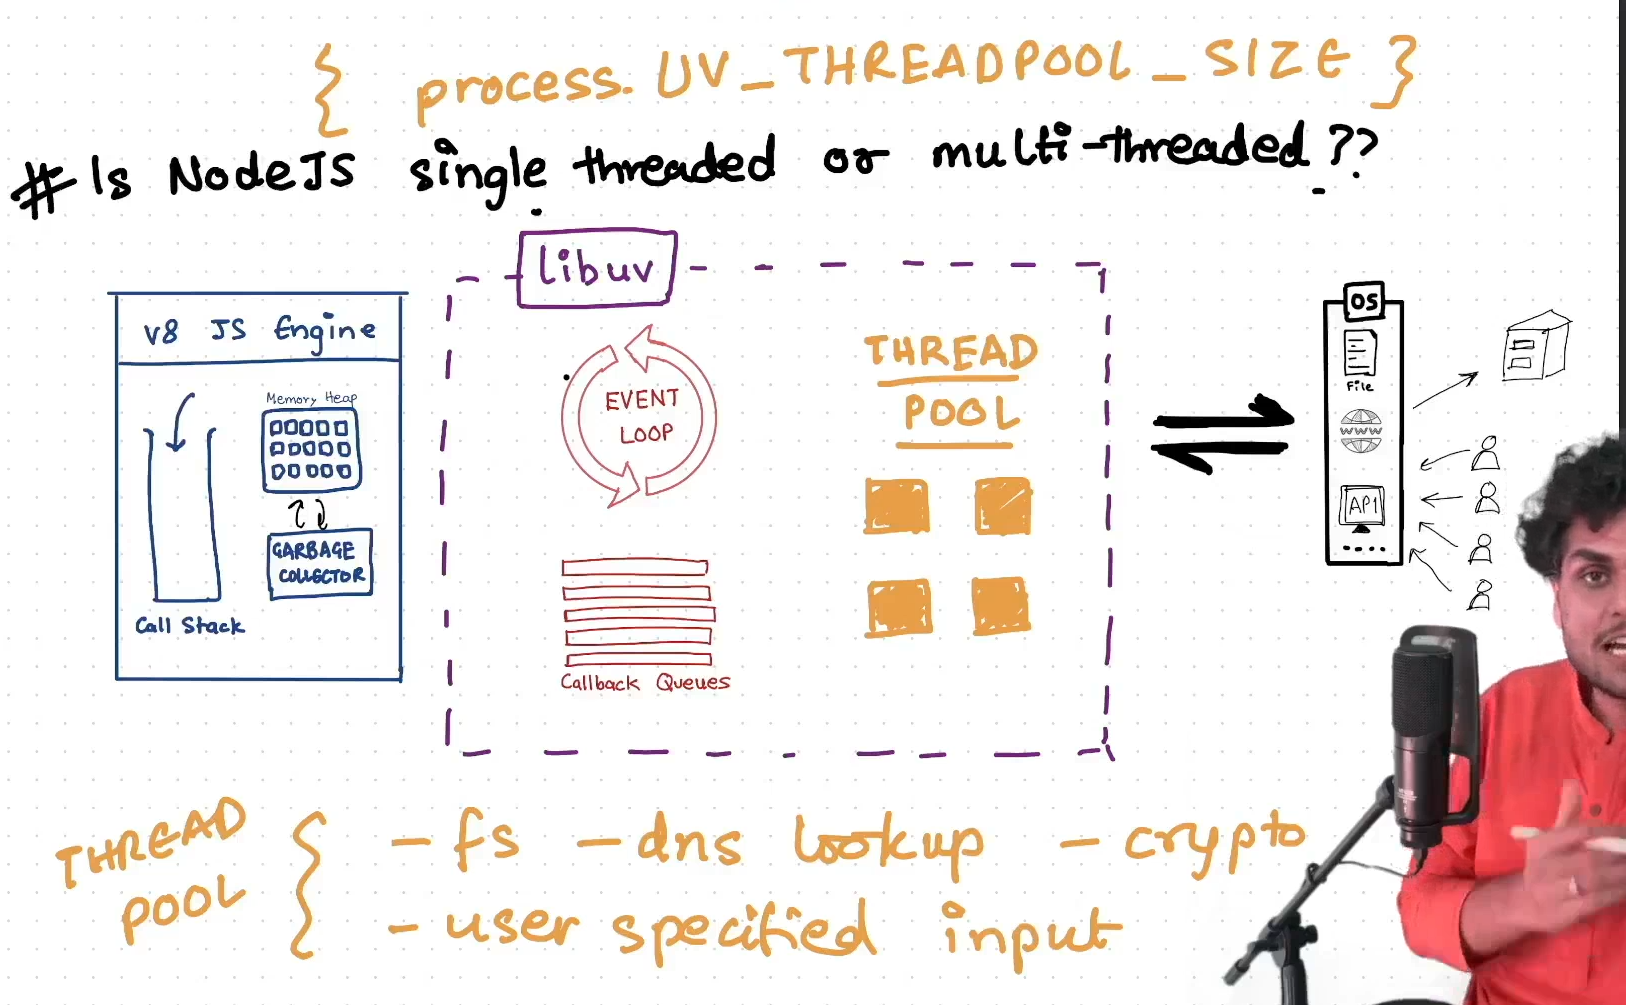 { process.UV_THREADPOOL_SIZE }
# Is NodeJS single threaded or multi-threaded ??
libuv
V8 JS Engine
Memory Heap
GARBAGE
COLLECTOR
Call Stack
EVENT
LOOP
Callback Queues
THREAD
POOL
OS
File
WWW
API
THREAD
POOL
{ - fs - dns lookup - crypto
- user specified input